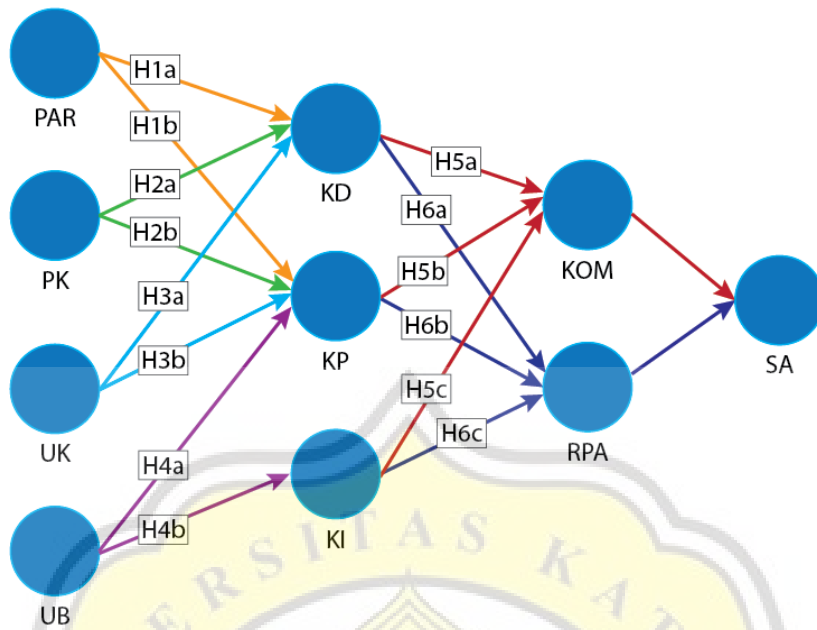 PAR
PK
UK
UB
H1a
H1b
H2a
H2b
H3a
H3b
H4a
H4b
KD
KP
KI
H5a
H6a
H5b
H6b
H5c
H6c
KOM
RPA
SA
ERSITAS KAT